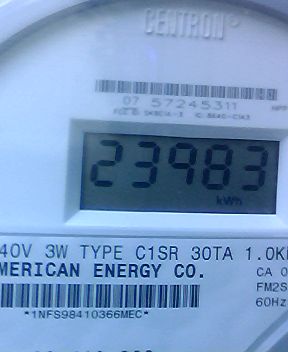 CENTRON®
07 57245311
23983
kWh
40V 3W TYPE C1SR 30TA 1.0K
MERICAN ENERGY CO.
CA 0
FM2S
60Hz
*1NFS98410366MEC*